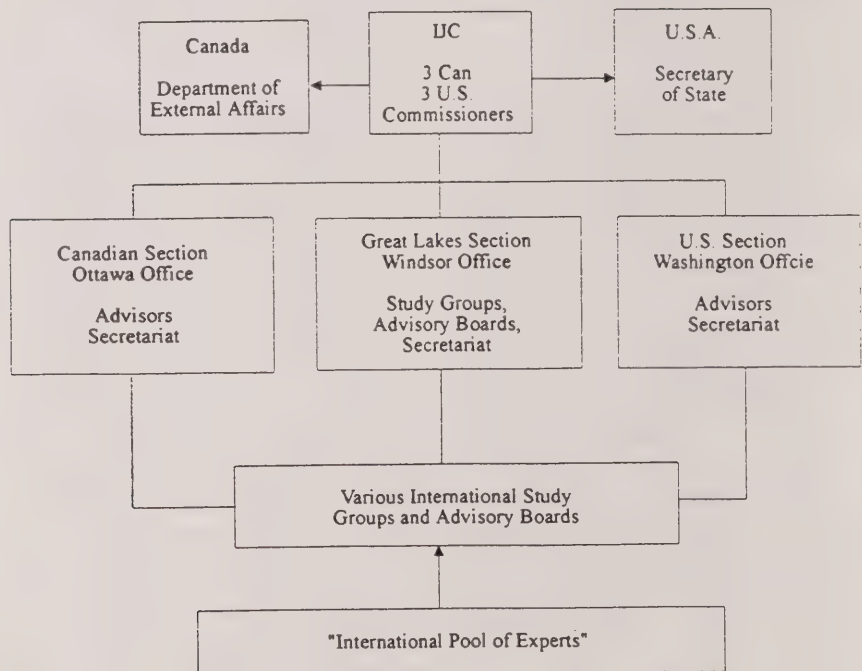 Canada
Department of
External Affairs
IJC
3 Can
3 U.S.
Commissioners
U.S.A.
Secretary
of State
Canadian Section
Ottawa Office
Advisors
Secretariat
Great Lakes Section
Windsor Office
Study Groups,
Advisory Boards,
Secretariat
U.S. Section
Washington Offcie
Advisors
Secretariat
Various International Study
Groups and Advisory Boards
"International Pool of Experts"